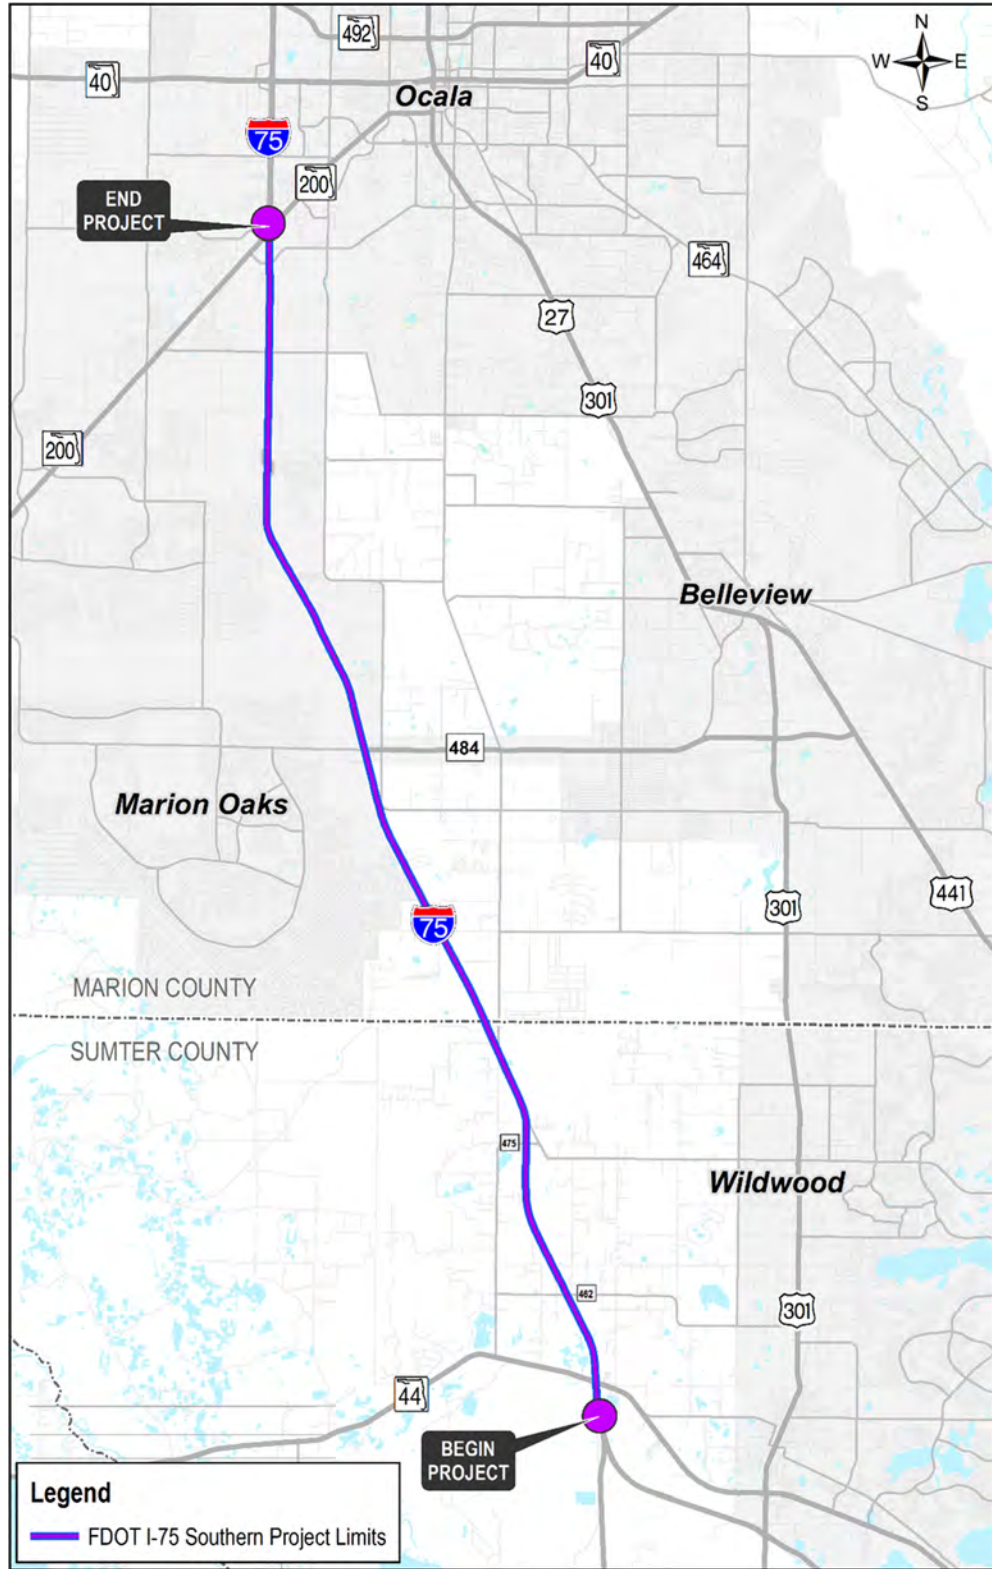 492
N
W
E
S
40
40
Ocala
75
200
END
PROJECT
464
27
301
200
Belleview
484
Marion Oaks
75
301
441
MARION COUNTY
SUMTER COUNTY
475
Wildwood
462
301
44
BEGIN
PROJECT
Legend
FDOT I-75 Southern Project Limits